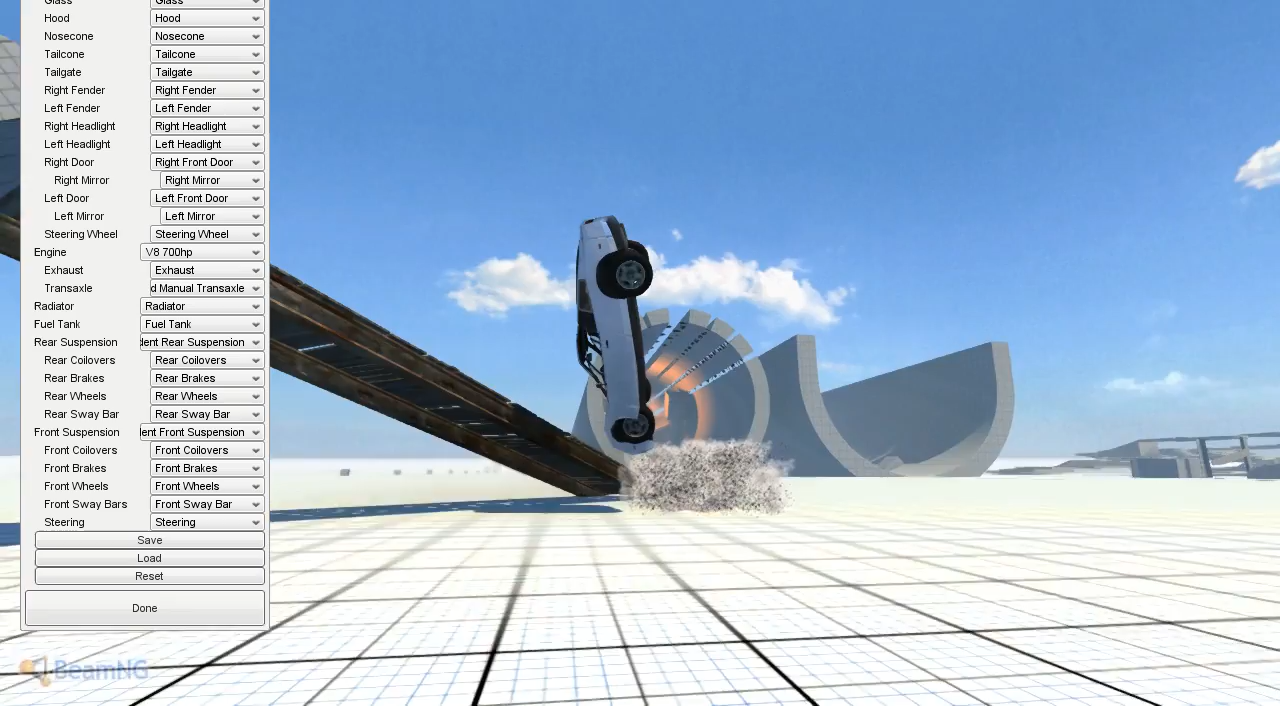 Glass Glass
Hood Hood
Nosecone Nosecone
Tailcone Tailcone
Tailgate Tailgate
Right Fender Right Fender
Left Fender Left Fender
Right Headlight Right Headlight
Left Headlight Left Headlight
Right Door Right Front Door
Right Mirror Right Mirror
Left Door Left Front Door
Left Mirror Left Mirror
Steering Wheel Steering Wheel
Engine V8 700hp
Exhaust Exhaust
Transaxle d Manual Transaxle
Radiator Radiator
Fuel Tank Fuel Tank
Rear Suspension dent Rear Suspension
Rear Coilovers Rear Coilovers
Rear Brakes Rear Brakes
Rear Wheels Rear Wheels
Rear Sway Bar Rear Sway Bar
Front Suspension dent Front Suspension
Front Coilovers Front Coilovers
Front Brakes Front Brakes
Front Wheels Front Wheels
Front Sway Bars Front Sway Bar
Steering Steering
Save
Load
Reset
Done
BeamNG